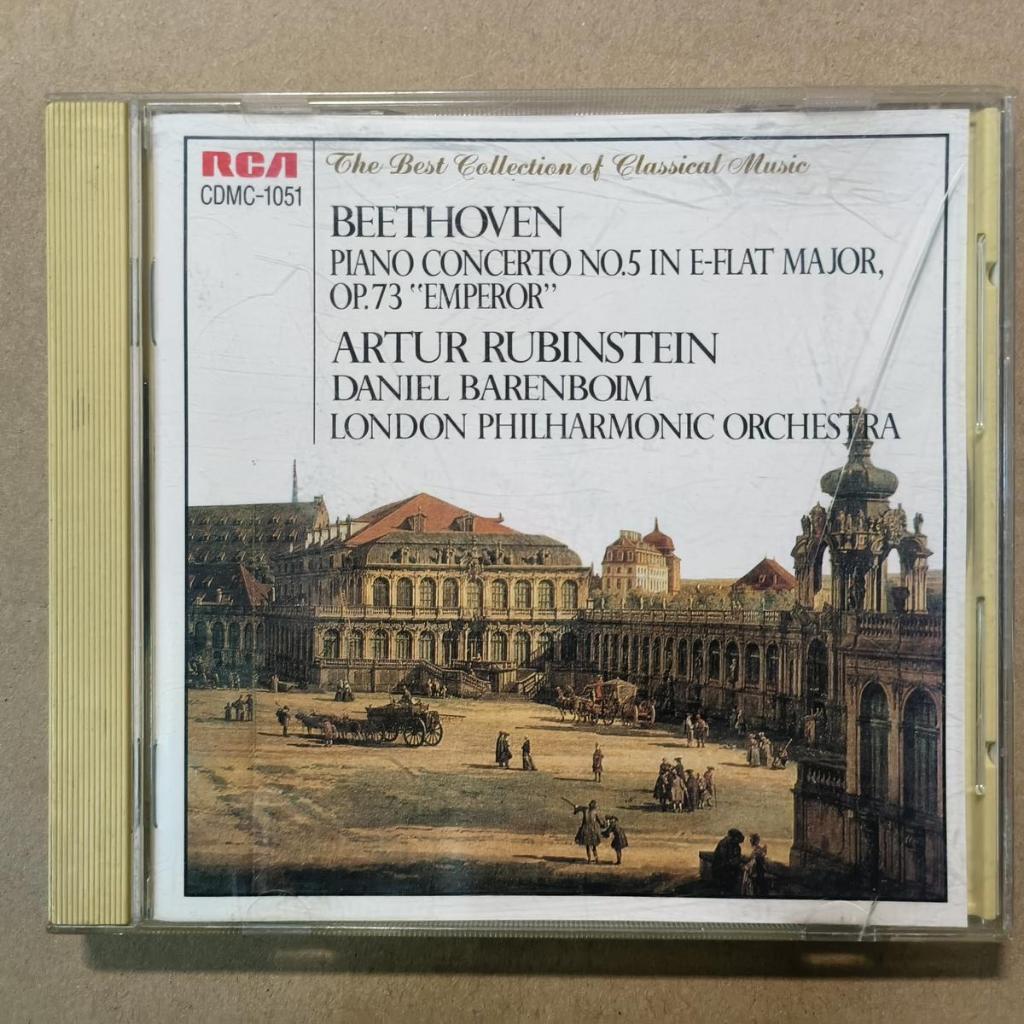 RCA
CDMC-1051
The Best Collection of Classical Music
BEETHOVEN
PIANO CONCERTO NO.5 IN E-FLAT MAJOR,
OP.73 "EMPEROR"
ARTUR RUBINSTEIN
DANIEL BARENBOIM
LONDON PHILHARMONIC ORCHESTRA